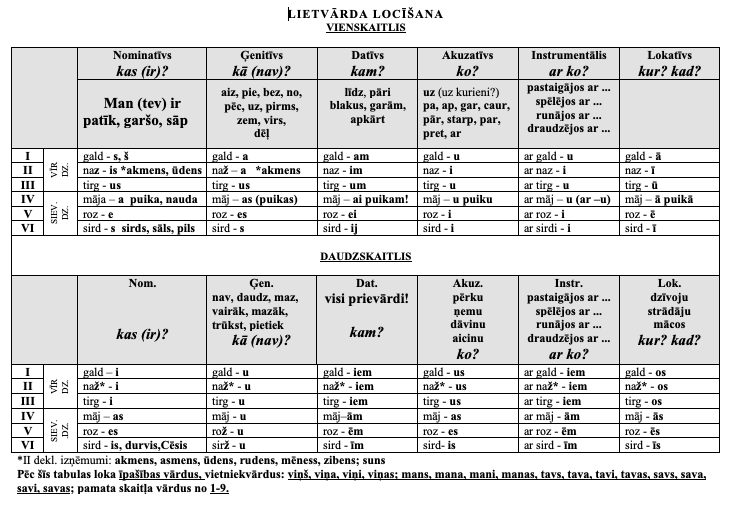 LIETVĀRDA LOCĪŠANA
VIENSKAITLIS
Nominatīvs Ģenitīvs Datīvs Akuzatīvs Instrumentālis Lokatīvs
kas (ir)? kā (nav)? kam? ko? ar ko? kur? kad?
Man (tev) ir
patīk, garšo, sāp
aiz, pie, bez, no,
pēc, uz, pirms,
zem, virs,
dēļ
līdz, pāri
blakus, garām,
apkārt
uz (uz kurieni?)
pa, ap, gar, caur,
pār, starp, par,
pret, ar
pastaigājos ar ...
spēlējos ar ...
runājos ar ...
draudzējos ar ...
VĪR
DZ.
I gald - s, š gald - a gald - am gald - u ar gald - u gald - ā
II naz - is *akmens, ūdens naž – a *akmens naz - im naz - i ar naz - i naz - ī
III tirg - us tirg - us tirg - um tirg - u ar tirg - u tirg - ū
SIEV.
DZ.
IV māja – a puika, nauda māj – as (puikas) māj – ai puikam! māj – u puiku ar māj – u (ar –u) māj – ā puikā
V roz - e roz - es roz - ei roz - i ar roz - i roz - ē
VI sird - s sirds, sāls, pils sird - s sird - ij sird - i ar sirdi - i sird - ī
DAUDZSKAITLIS
Nom. Ģen. Dat. Akuz. Instr. Lok.
kas (ir)?
nav, daudz, maz,
vairāk, mazāk,
trūkst, pietiek
kā (nav)?
visi prievārdi!
kam?
pērku
ņemu
dāvinu
aicinu
ko?
pastaigājos ar ...
spēlējos ar ...
runājos ar ...
draudzējos ar ...
ar ko?
dzīvoju
strādāju
mācos
kur? kad?
VĪR
DZ.
I gald – i gald - u gald - iem gald - us ar gald - iem gald - os
II naž* - i naž* - u naž* - iem naž* - us ar naž* - iem naž* - os
III tirg - i tirg - u tirg - iem tirg - us ar tirg - iem tirg - os
SIEV.
.DZ.
IV māj – as māj - u māj–ām māj - as ar māj - ām māj - ās
V roz - es rož - u roz - ēm roz - es ar roz - ēm roz - ēs
VI sird - is, durvis,Cēsis sirž - u sird - īm sird- is ar sird - īm sird - īs
*II dekl. izņēmumi: akmens, asmens, ūdens, rudens, mēness, zibens; suns
Pēc šīs tabulas loka īpašības vārdus, vietniekvārdus: viņš, viņa, viņi, viņas; mans, mana, mani, manas, tavs, tava, tavi, tavas, savs, sava,
savi, savas; pamata skaitļa vārdus no 1-9.